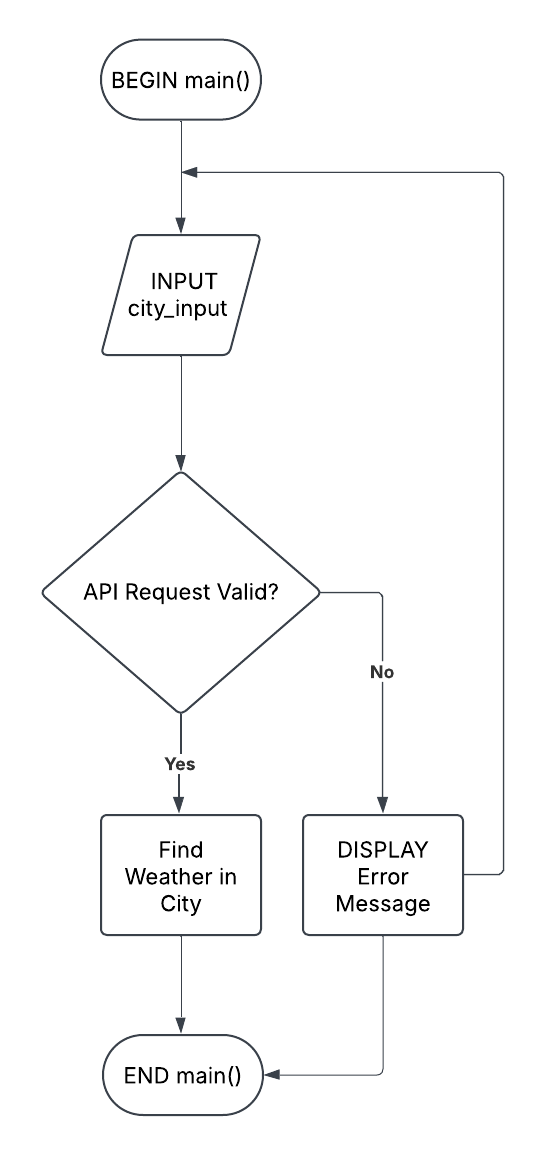 BEGIN main()
INPUT
city_input
API Request Valid?
No
Yes
Find
Weather in
City
DISPLAY
Error
Message
END main()